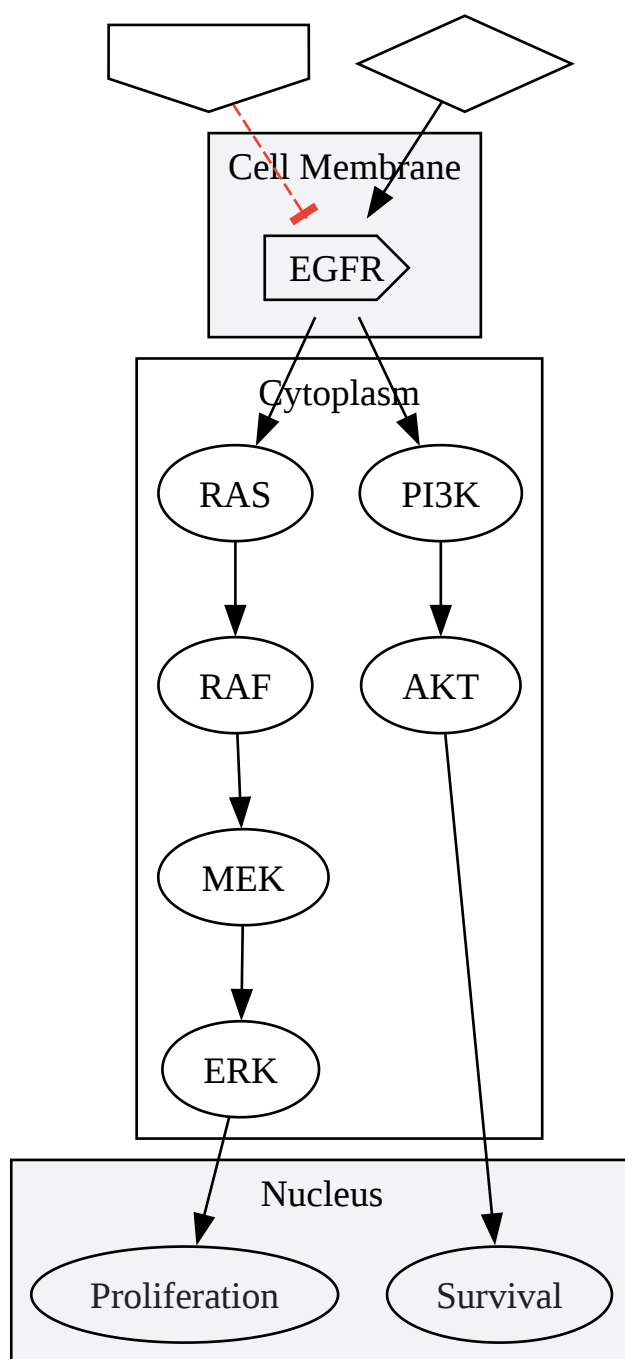 Cell Membrane
EGFR
Cytoplasm
RAS
PI3K
RAF
AKT
MEK
ERK
Nucleus
Proliferation
Survival